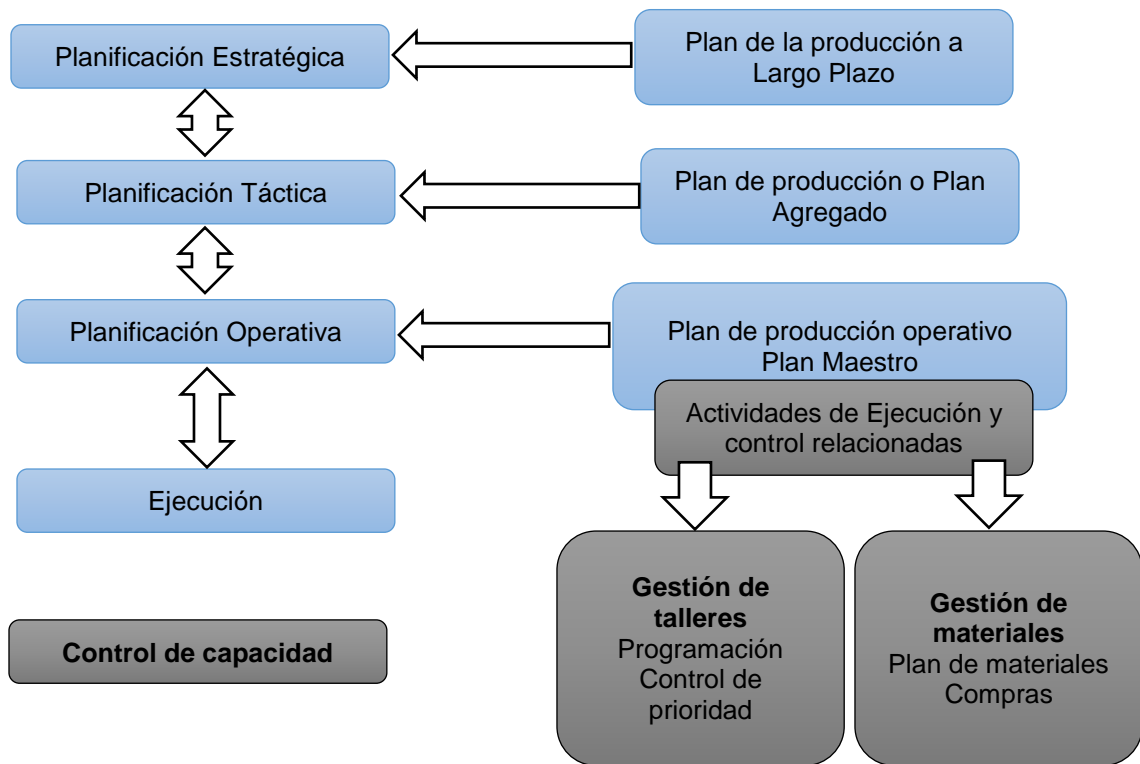 Planificación Estratégica
Plan de la producción a
Largo Plazo
Planificación Táctica
Plan de producción o Plan
Agregado
Planificación Operativa
Plan de producción operativo
Plan Maestro
Actividades de Ejecución y
control relacionadas
Ejecución
Gestión de
talleres
Programación
Control de
prioridad
Gestión de
materiales
Plan de materiales
Compras
Control de capacidad